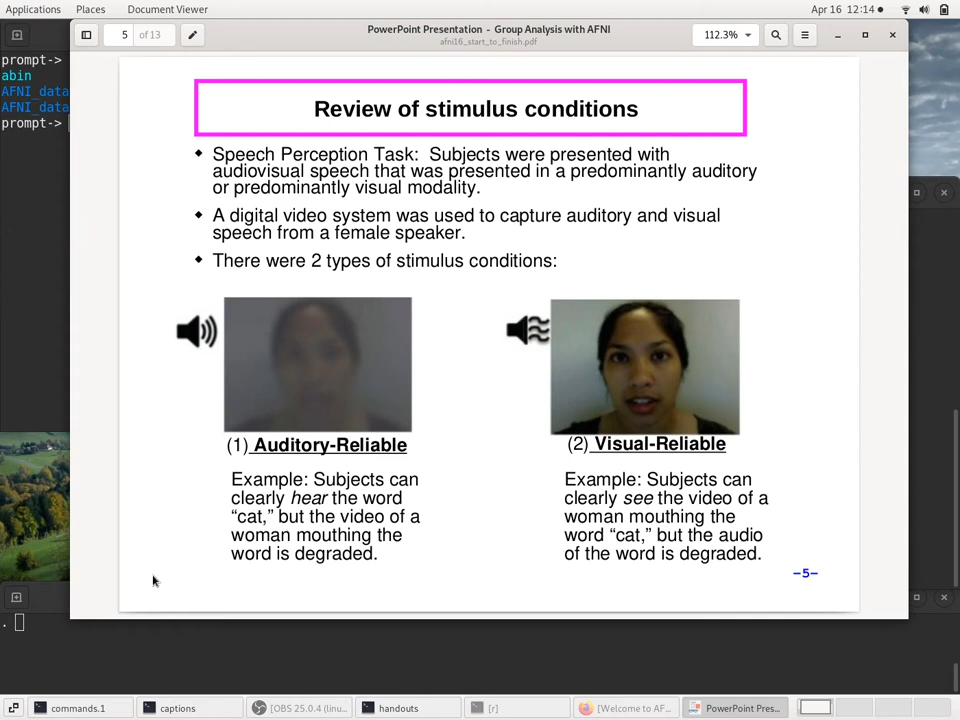 Applications Places Document Viewer Apr 16 12:14
5 of 13 PowerPoint Presentation - Group Analysis with AFNI 112.3%
afni16_start_to_finish.pdf
prompt->
abin
AFNI_data
AFNI_data
prompt->
Review of stimulus conditions
Speech Perception Task: Subjects were presented with
audiovisual speech that was presented in a predominantly auditory
or predominantly visual modality.
A digital video system was used to capture auditory and visual
speech from a female speaker.
There were 2 types of stimulus conditions:
(1) Auditory-Reliable
Example: Subjects can
clearly hear the word
“cat,” but the video of a
woman mouthing the
word is degraded.
(2) Visual-Reliable
Example: Subjects can
clearly see the video of a
woman mouthing the
word “cat,” but the audio
of the word is degraded.
–5–
.
commands.1 captions [OBS 25.0.4 (linu... handouts [r] [Welcome to AF... PowerPoint Pres...